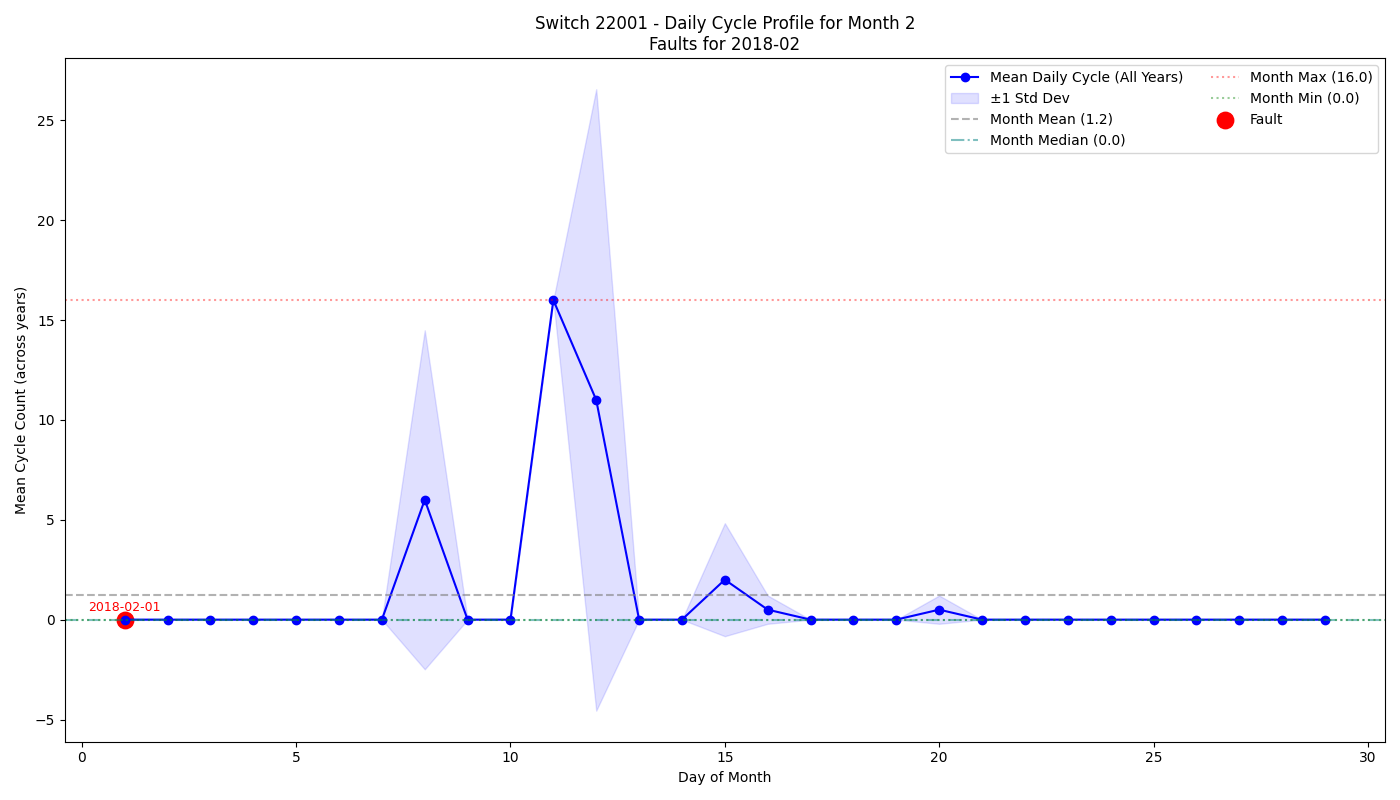 Switch 22001 - Daily Cycle Profile for Month 2
Faults for 2018-02
Mean Daily Cycle (All Years)
±1 Std Dev
Month Mean (1.2)
Month Median (0.0)
Month Max (16.0)
Month Min (0.0)
Fault
Mean Cycle Count (across years)
25
20
15
10
5
0
−5
2018-02-01
0
5
10
15
20
25
30
Day of Month